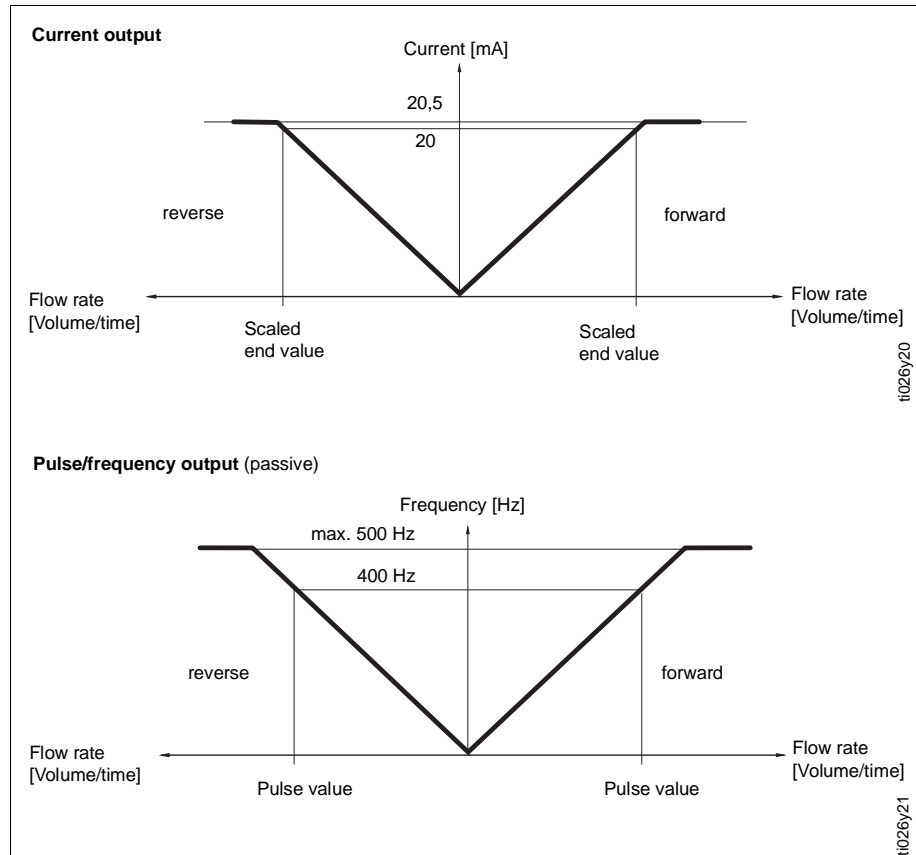 Current output
Current [mA]
20,5
20
reverse
forward
Flow rate
[Volume/time]
Scaled
end value
Scaled
end value
Flow rate
[Volume/time]
ti026y20
Pulse/frequency output (passive)
Frequency [Hz]
max. 500 Hz
400 Hz
reverse
forward
Flow rate
[Volume/time]
Pulse value
Pulse value
Flow rate
[Volume/time]
ti026y21